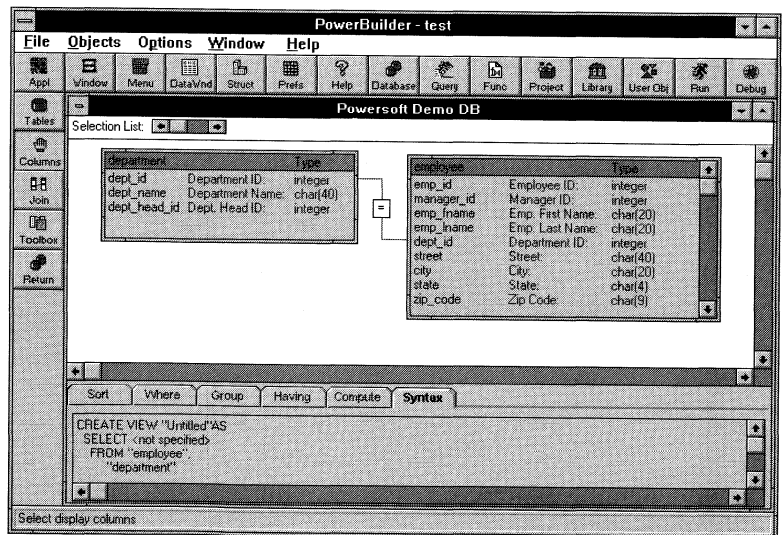 PowerBuilder - test
File Objects Options Window Help
Appl Window Menu DataWnd Struct Prefs Help Database Query Func Project Library User Obj Run Debug
Tables
Columns
Join
Toolbox
Return
Powersoft Demo DB
Selection List:
department Type
dept_id Department ID: integer
dept_name Department Name: char(40)
dept_head_id Dept. Head ID: integer
=
employee Type
emp_id Employee ID: integer
manager_id Manager ID: integer
emp_fname Emp. First Name: char(20)
emp_lname Emp. Last Name: char(20)
dept_id Department ID: integer
street Street: char(40)
city City: char(20)
state State: char(4)
zip_code Zip Code: char(9)
Sort Where Group Having Compute Syntax
CREATE VIEW "Untitled"AS
SELECT <not specified>
FROM "employee",
"department"
Select display columns